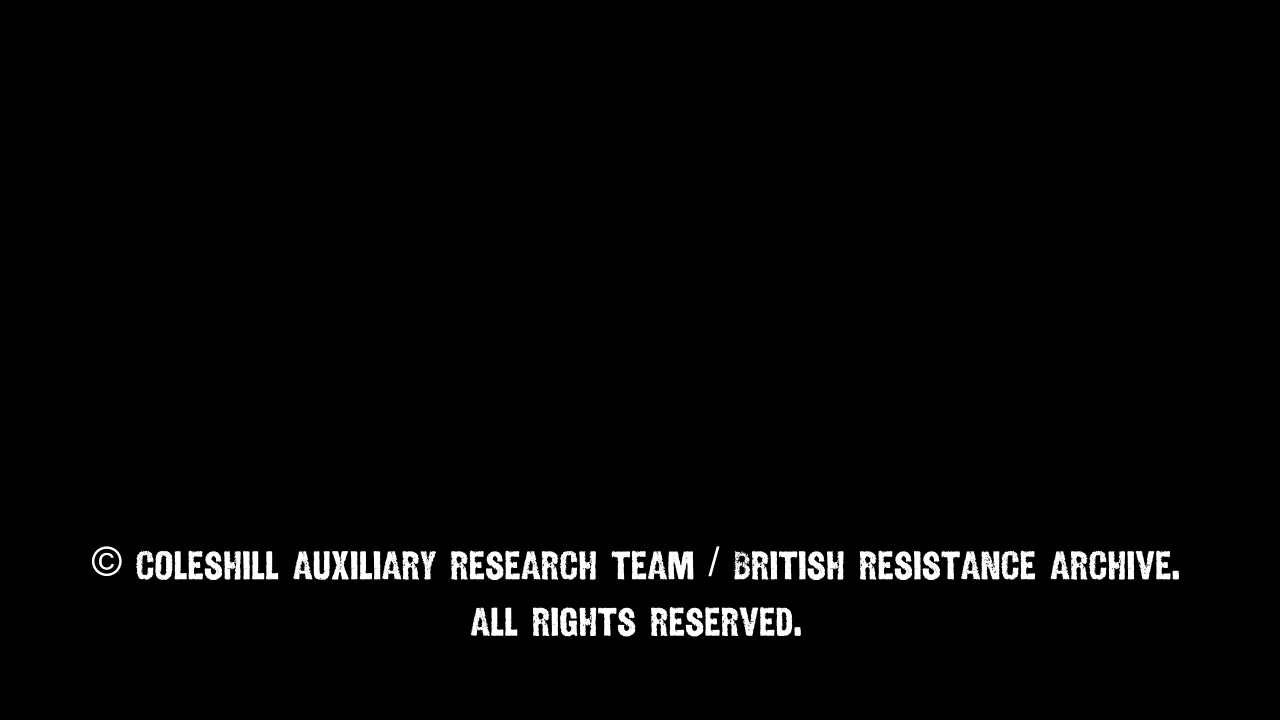 © COLESHILL AUXILIARY RESEARCH TEAM / BRITISH RESISTANCE ARCHIVE.
ALL RIGHTS RESERVED.